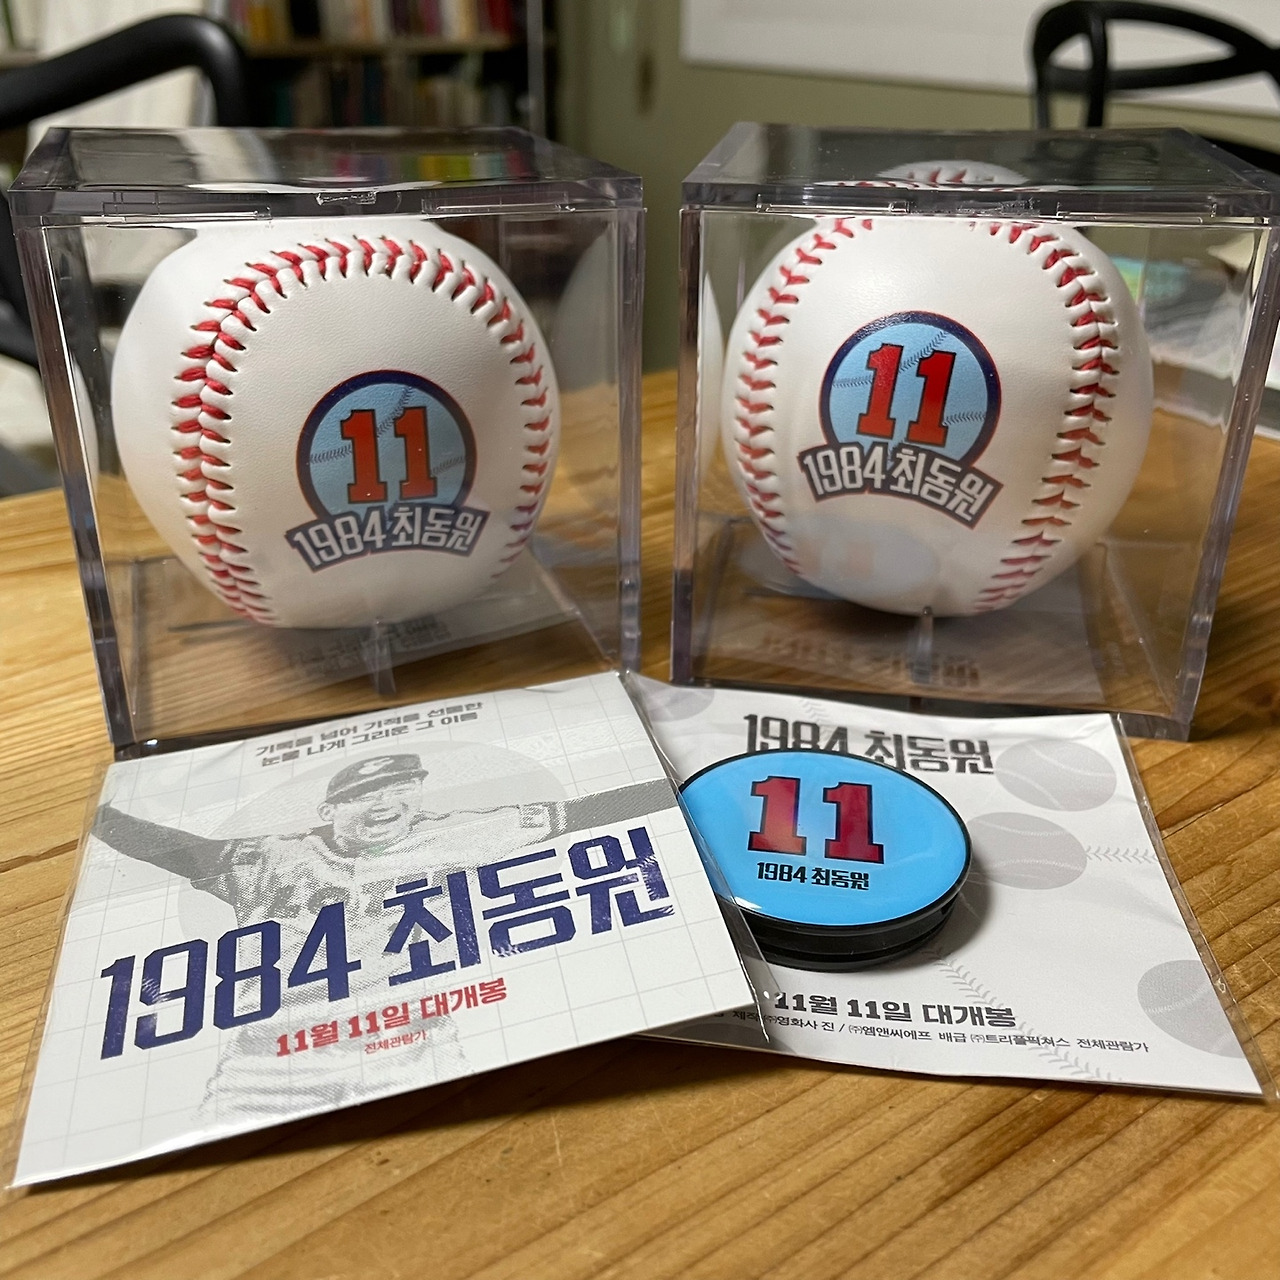 11
1984 최동원
11
1984 최동원
기록을 넘어 기적을 선물한
눈물 나게 그리운 그 이름
1984 최동원
11월 11일 대개봉
전체관람가
1984 최동원
11
1984 최동원
11월 11일 대개봉
제작 ㈜영화사 진 / ㈜엠앤씨에프 배급 ㈜트리플픽쳐스 전체관람가